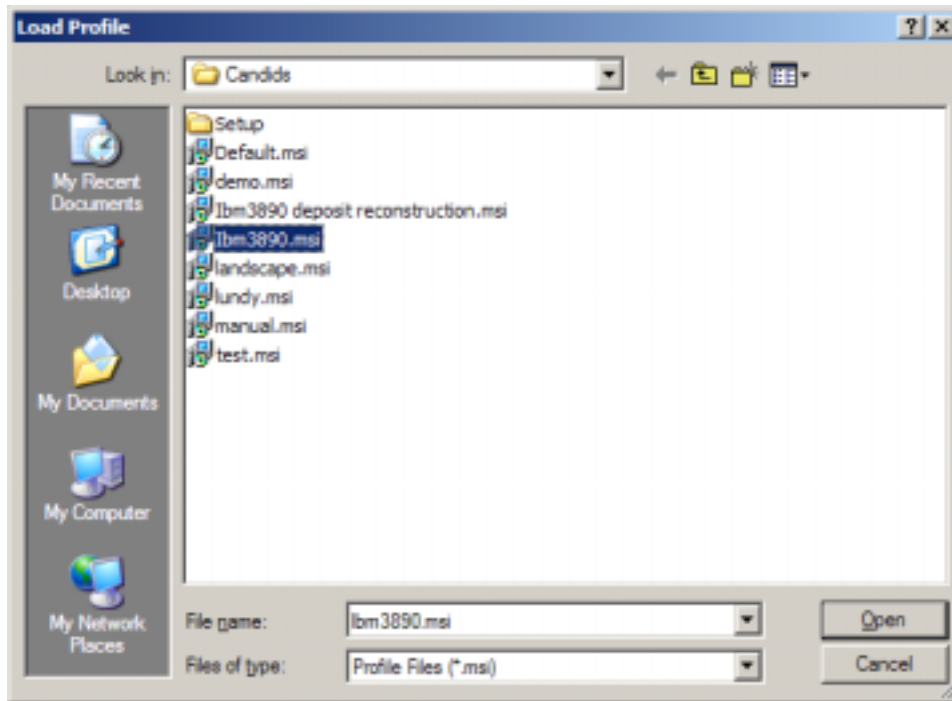 Load Profile
Look in: Candids
My Recent Documents
Desktop
My Documents
My Computer
My Network Places
Setup
Default.msi
demo.msi
Ibm3890 deposit reconstruction.msi
Ibm3890.msi
landscape.msi
lundy.msi
manual.msi
test.msi
File name: Ibm3890.msi
Open
Files of type: Profile Files (*.msi)
Cancel